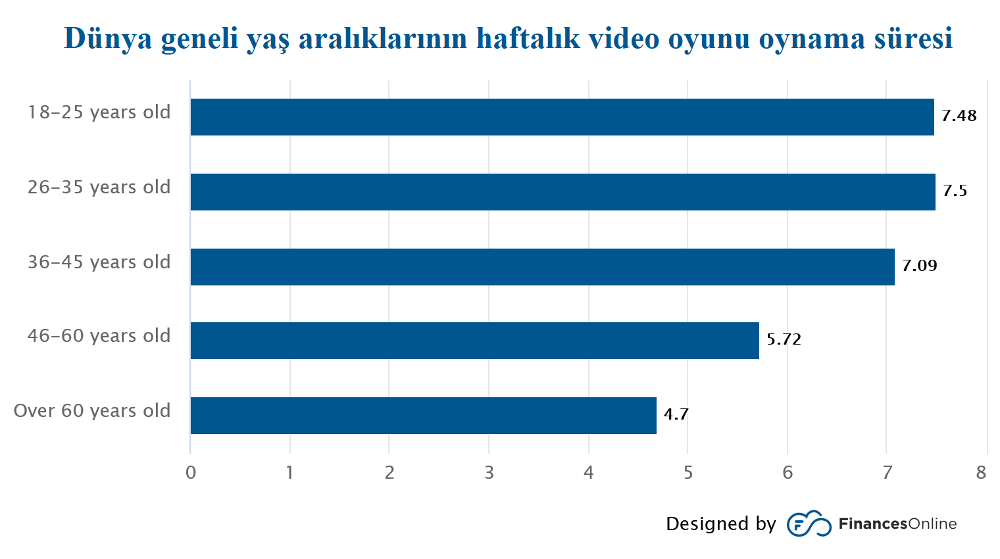 Dünya geneli yaş aralıklarının haftalık video oyunu oynama süresi
18–25 years old
7.48
26–35 years old
7.5
36–45 years old
7.09
46–60 years old
5.72
Over 60 years old
4.7
0 1 2 3 4 5 6 7 8
Designed by FinancesOnline